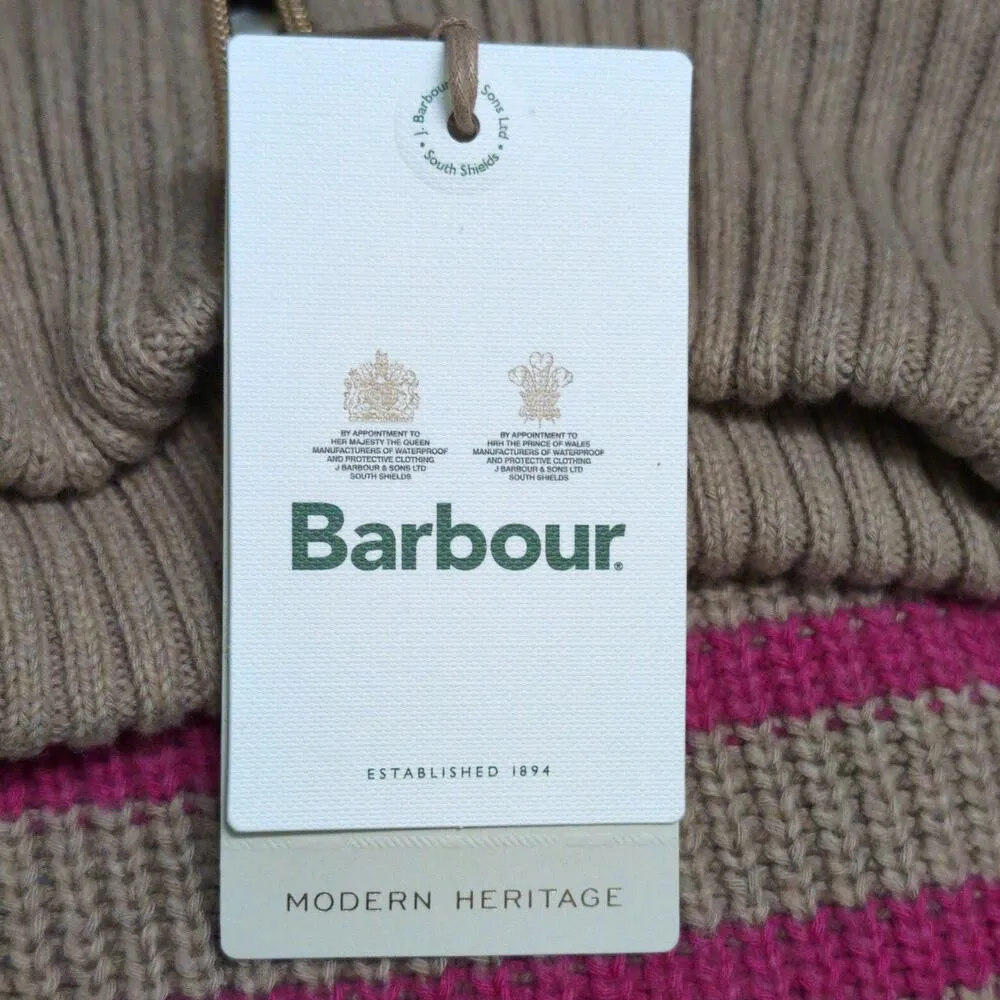 J. Barbour Sons Ltd
• South Shields •
BY APPOINTMENT TO
HER MAJESTY THE QUEEN
MANUFACTURERS OF WATERPROOF
AND PROTECTIVE CLOTHING
J BARBOUR & SONS LTD
SOUTH SHIELDS
BY APPOINTMENT TO
HRH THE PRINCE OF WALES
MANUFACTURERS OF WATERPROOF
AND PROTECTIVE CLOTHING
J BARBOUR & SONS LTD
SOUTH SHIELDS
Barbour®
ESTABLISHED 1894
MODERN HERITAGE